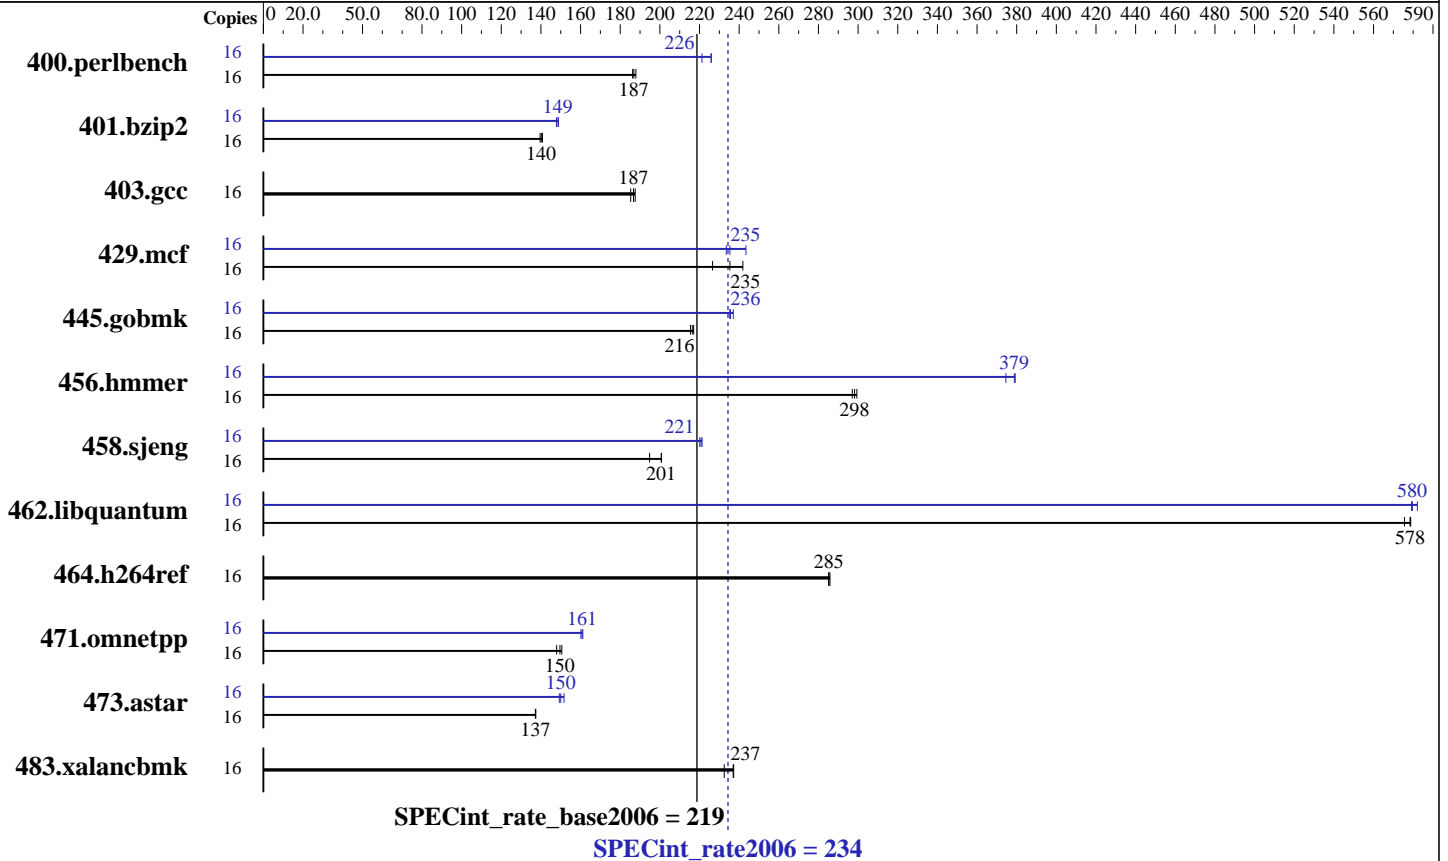 Copies 0 20.0 50.0 80.0 100 120 140 160 180 200 220 240 260 280 300 320 340 360 380 400 420 440 460 480 500 520 540 560 590
400.perlbench 16 226
16 187
401.bzip2 16 149
16 140
403.gcc 16 187
429.mcf 16 235
16 235
445.gobmk 16 236
16 216
456.hmmer 16 379
16 298
458.sjeng 16 221
16 201
462.libquantum 16 580
16 578
464.h264ref 16 285
471.omnetpp 16 161
16 150
473.astar 16 150
16 137
483.xalancbmk 16 237
SPECint_rate_base2006 = 219
SPECint_rate2006 = 234